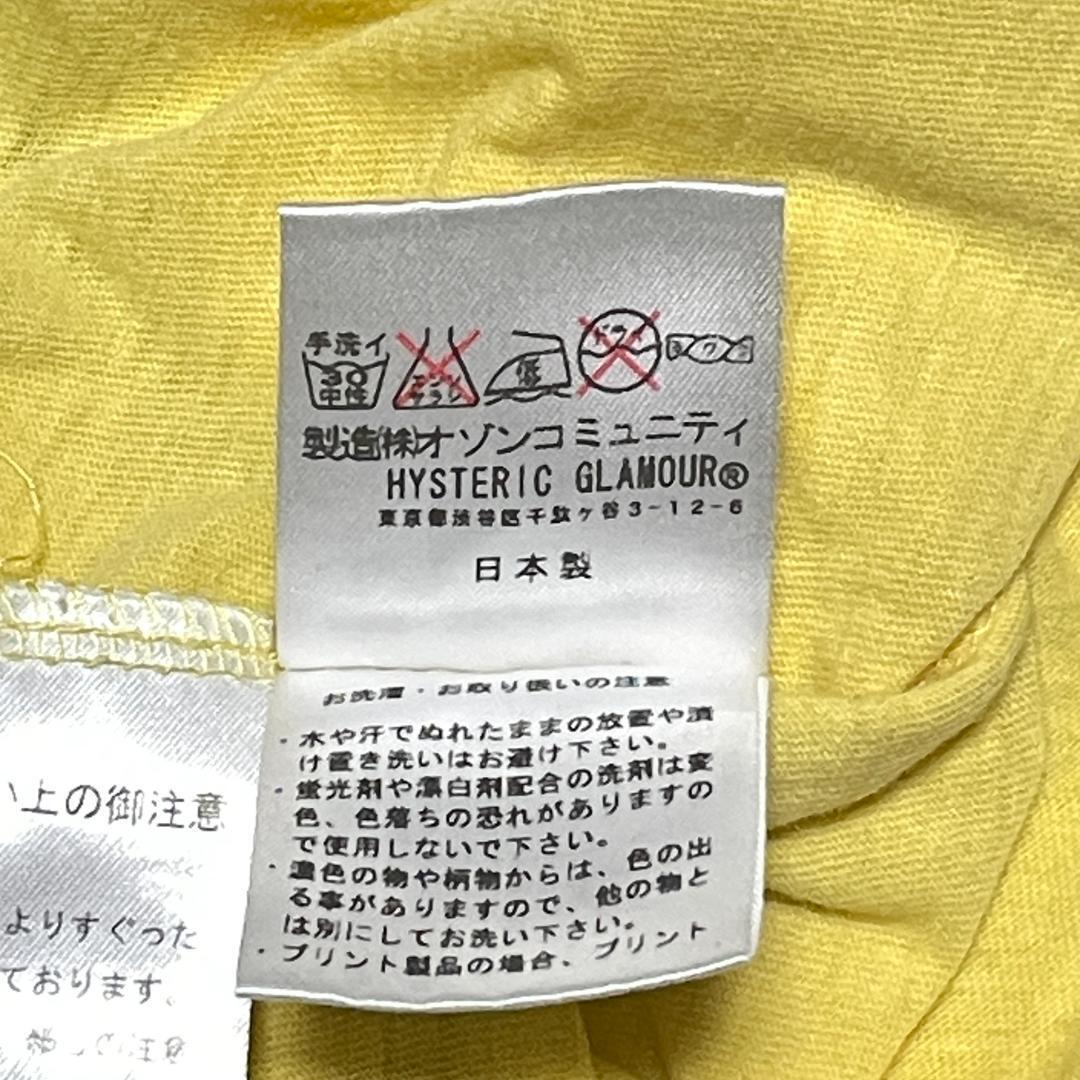 手洗イ
30
中性
エンソ
サラシ
低
ドライ
製造(株)オゾンコミュニティ
HYSTERIC GLAMOUR®
東京都渋谷区千駄ヶ谷3-12-6
日本製
お洗濯・お取り扱いの注意
・水や汗でぬれたままの放置や漬
け置き洗いはお避け下さい。
・蛍光剤や漂白剤配合の洗剤は変
色、色落ちの恐れがありますの
で使用しないで下さい。
・濃色の物や柄物からは、色の出
る事がありますので、他の物と
は別にしてお洗い下さい。
・プリント製品の場合、プリント
い上の御注意
よりすぐった
ております。